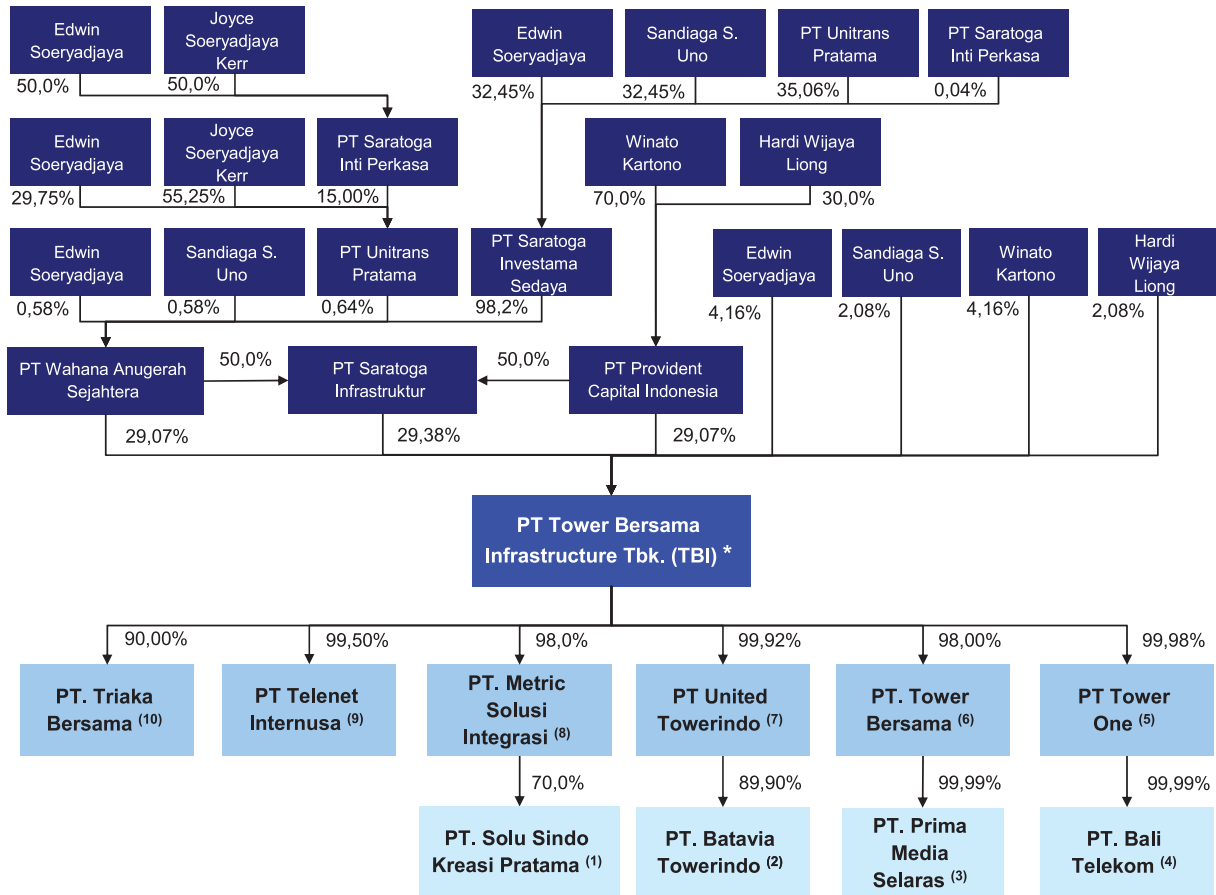 Edwin
Soeryadjaya
Joyce
Soeryadjaya
Kerr
Edwin
Soeryadjaya
Sandiaga S.
Uno
PT Unitrans
Pratama
PT Saratoga
Inti Perkasa
50,0%
50,0%
32,45%
32,45%
35,06%
0,04%
Edwin
Soeryadjaya
Joyce
Soeryadjaya
Kerr
PT Saratoga
Inti Perkasa
Winato
Kartono
Hardi Wijaya
Liong
29,75%
55,25%
15,00%
70,0%
30,0%
Edwin
Soeryadjaya
Sandiaga S.
Uno
PT Unitrans
Pratama
PT Saratoga
Investama
Sedaya
Edwin
Soeryadjaya
Sandiaga S.
Uno
Winato
Kartono
Hardi
Wijaya
Liong
0,58%
0,58%
0,64%
98,2%
4,16%
2,08%
4,16%
2,08%
PT Wahana Anugerah
Sejahtera
50,0%
PT Saratoga
Infrastruktur
50,0%
PT Provident
Capital Indonesia
29,07%
29,38%
29,07%
PT Tower Bersama
Infrastructure Tbk. (TBI) *
90,00%
99,50%
98,0%
99,92%
98,00%
99,98%
PT. Triaka
Bersama (10)
PT Telenet
Internusa (9)
PT. Metric
Solusi
Integrasi (8)
PT United
Towerindo (7)
PT. Tower
Bersama (6)
PT Tower
One (5)
70,0%
89,90%
99,99%
99,99%
PT. Solu Sindo
Kreasi Pratama (1)
PT. Batavia
Towerindo (2)
PT. Prima
Media
Selaras (3)
PT. Bali
Telekom (4)